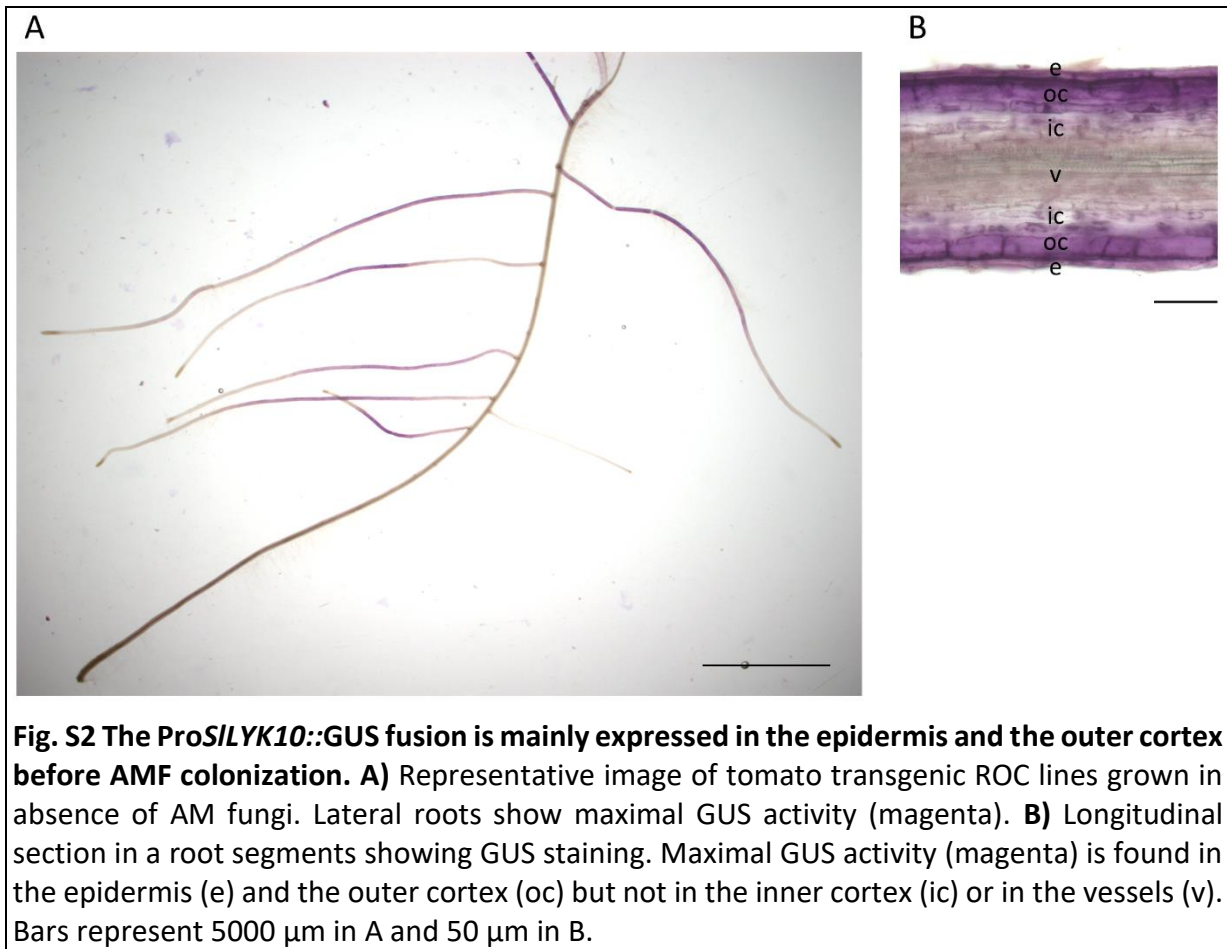 A
B
e
oc
ic
v
ic
oc
e
Fig. S2 The ProSlLYK10::GUS fusion is mainly expressed in the epidermis and the outer cortex
before AMF colonization. A) Representative image of tomato transgenic ROC lines grown in
absence of AM fungi. Lateral roots show maximal GUS activity (magenta). B) Longitudinal
section in a root segments showing GUS staining. Maximal GUS activity (magenta) is found in
the epidermis (e) and the outer cortex (oc) but not in the inner cortex (ic) or in the vessels (v).
Bars represent 5000 µm in A and 50 µm in B.